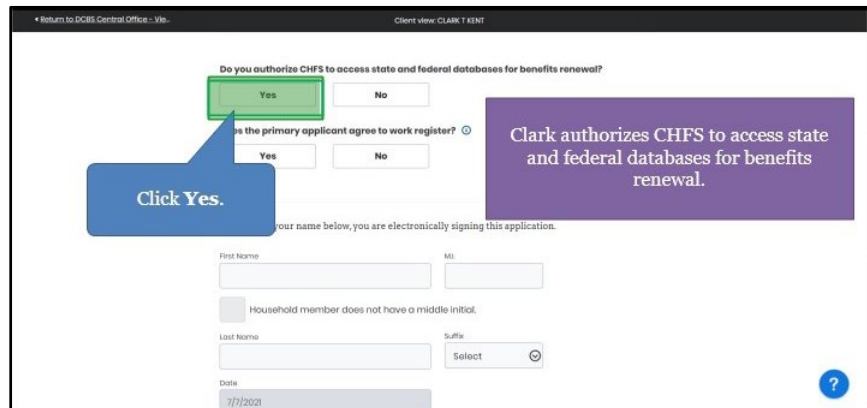 Return to DCBS Central Office - Vie..
Client view: CLARK T KENT
Do you authorize CHFS to access state and federal databases for benefits renewal?
Yes
No
es the primary applicant agree to work register?
Yes
No
Click Yes.
Clark authorizes CHFS to access state
and federal databases for benefits
renewal.
your name below, you are electronically signing this application.
First Name
M.I.
Household member does not have a middle initial.
Last Name
Suffix
Select
Date
7/7/2021
?